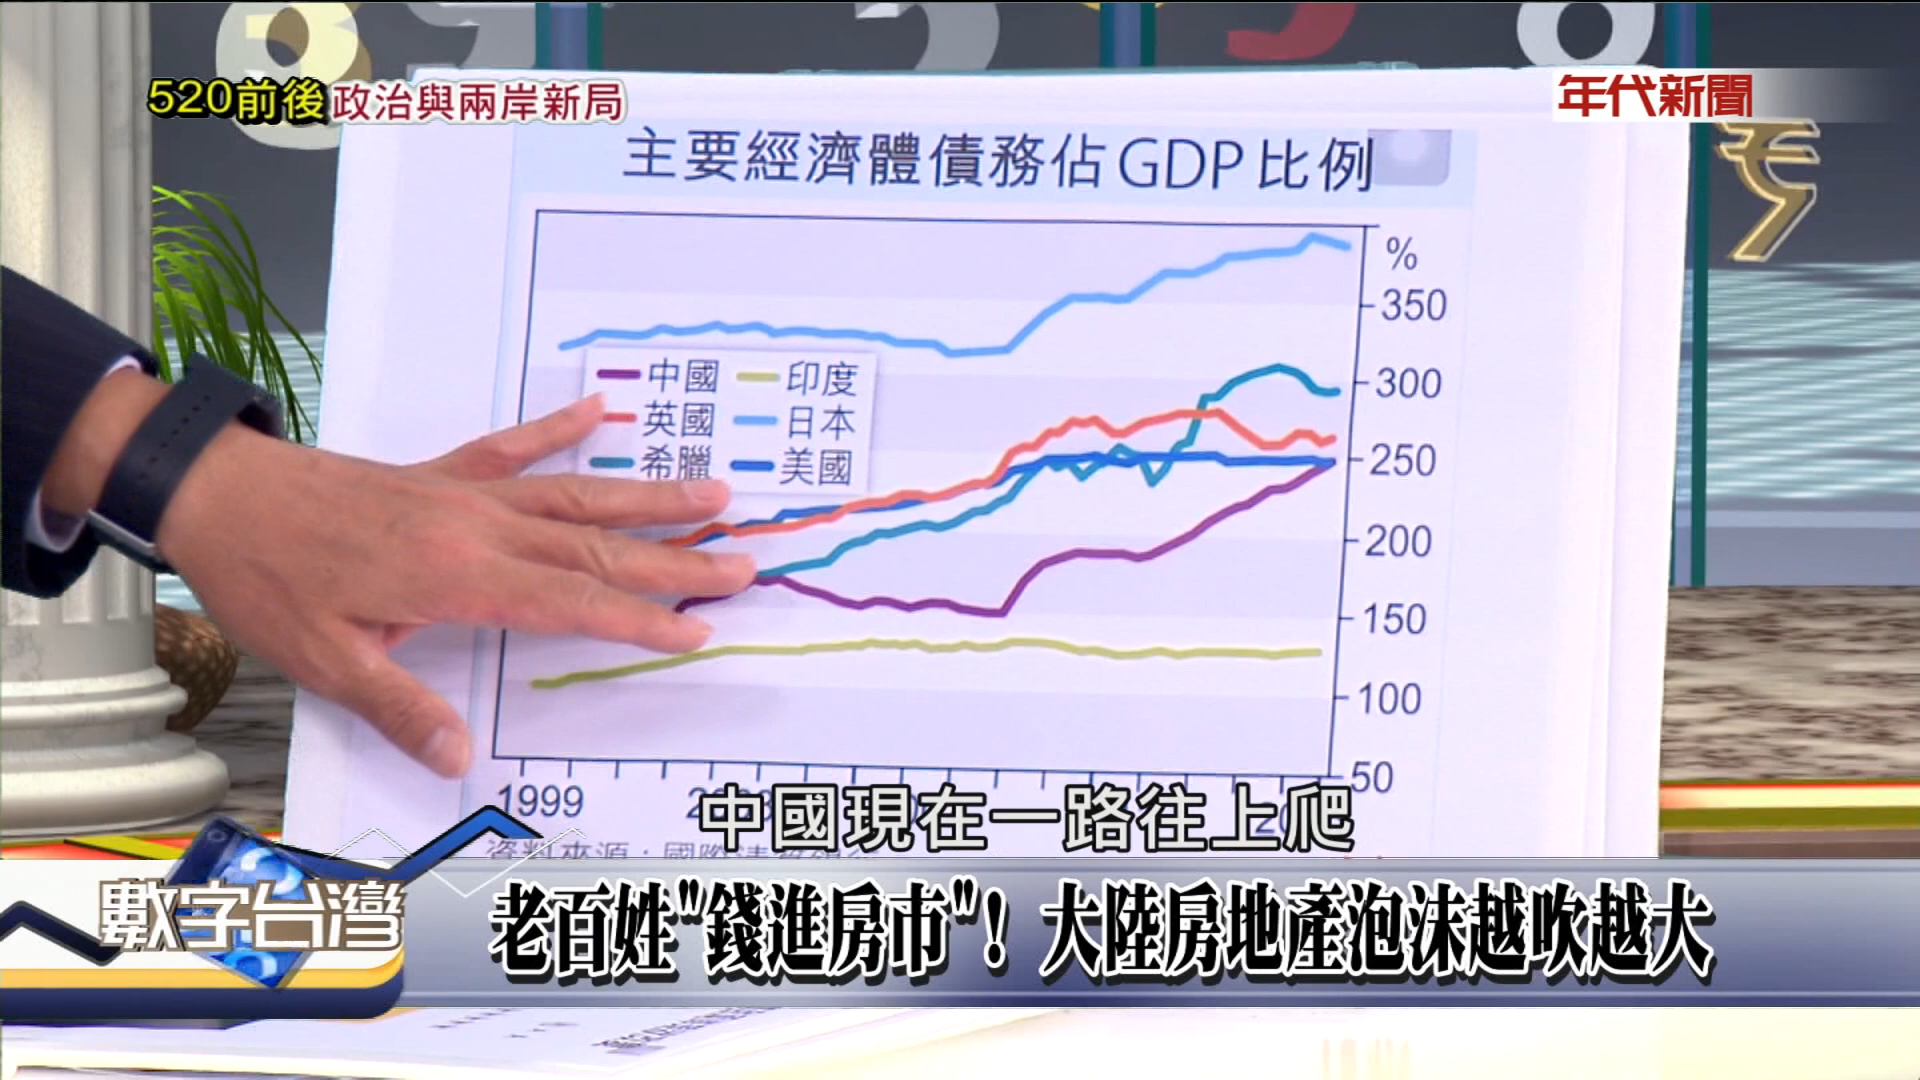 520前後政治與兩岸新局
年代新聞
主要經濟體債務佔GDP比例
%
350
300
250
200
150
100
50
中國 印度
英國 日本
希臘 美國
1999
中國現在一路往上爬
數字台灣
老百姓"錢進房市"! 大陸房地產泡沫越吹越大